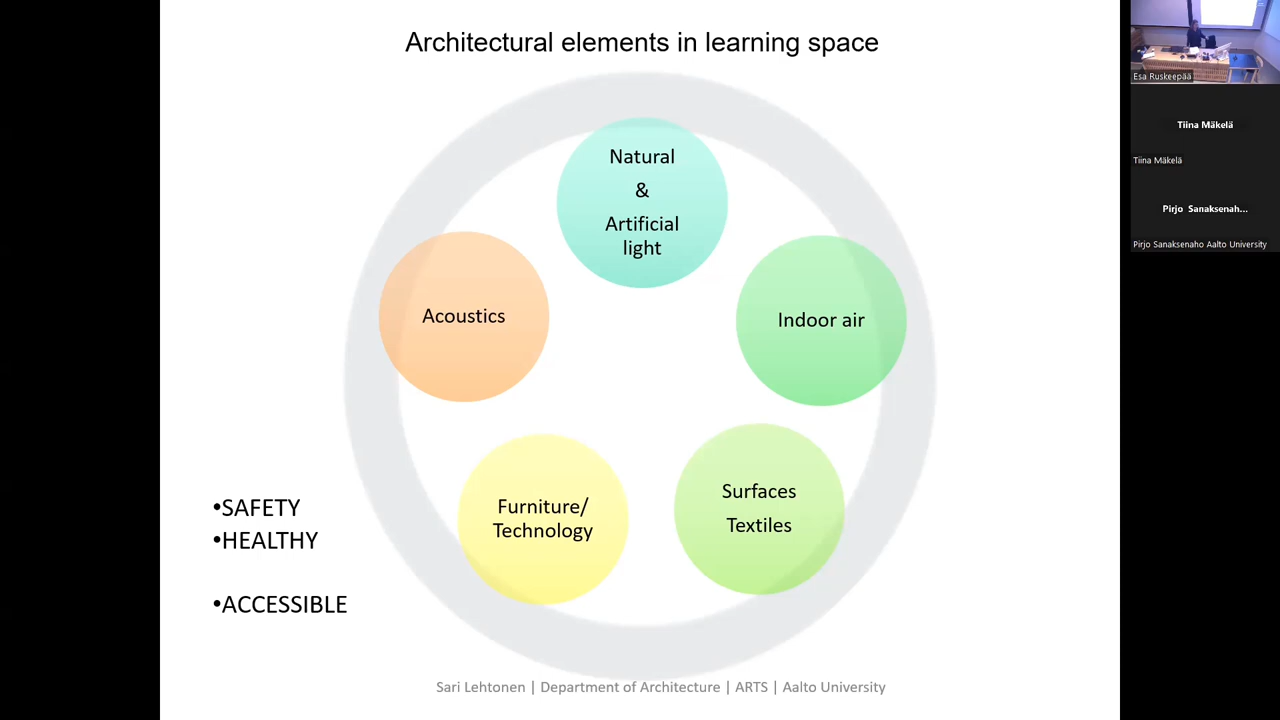 Architectural elements in learning space
Natural
&
Artificial
light
Acoustics
Indoor air
Furniture/
Technology
Surfaces
Textiles
•SAFETY
•HEALTHY
•ACCESSIBLE
Sari Lehtonen | Department of Architecture | ARTS | Aalto University
Esa Ruskeepää
Tiina Mäkelä
Tiina Mäkelä
Pirjo Sanaksenah...
Pirjo Sanaksenaho Aalto University